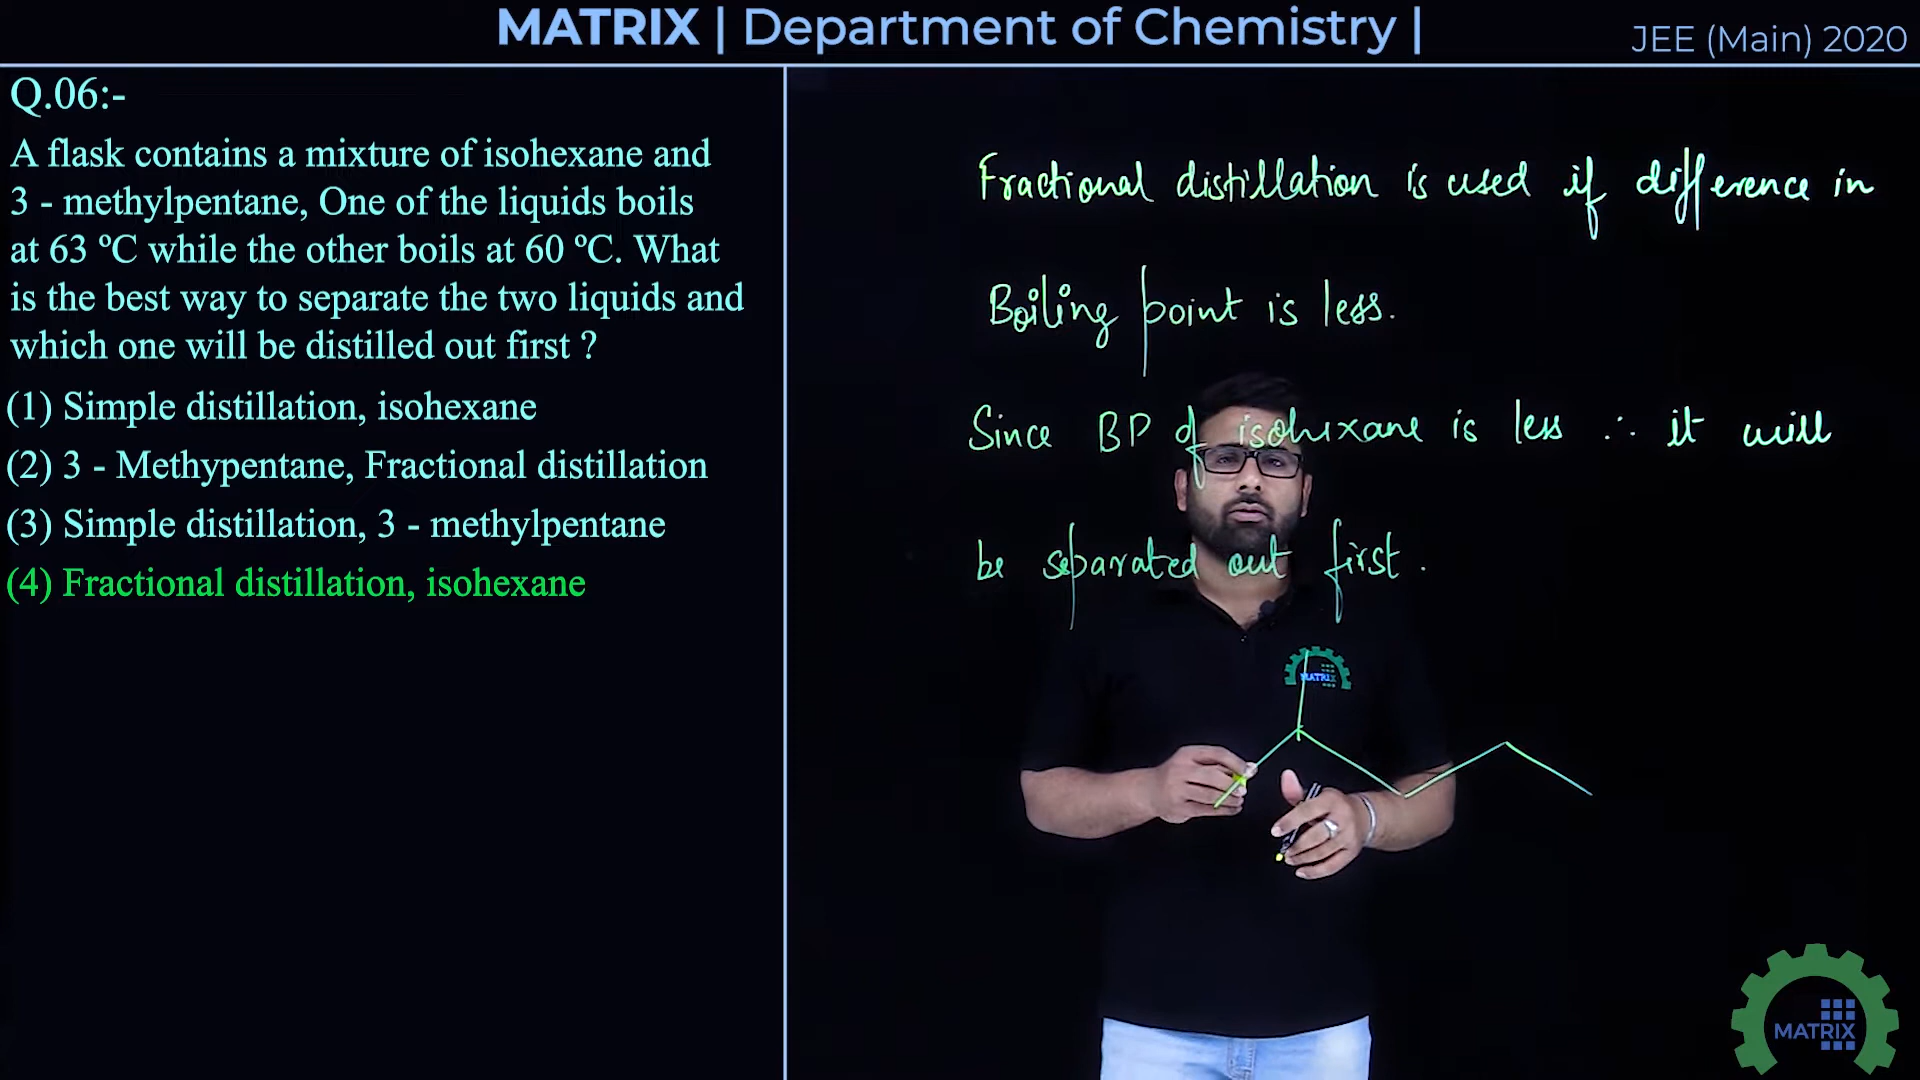 MATRIX | Department of Chemistry |
JEE (Main) 2020
Q.06:-
A flask contains a mixture of isohexane and
3 - methylpentane, One of the liquids boils
at 63 ºC while the other boils at 60 ºC. What
is the best way to separate the two liquids and
which one will be distilled out first ?
(1) Simple distillation, isohexane
(2) 3 - Methypentane, Fractional distillation
(3) Simple distillation, 3 - methylpentane
(4) Fractional distillation, isohexane
Fractional distillation is used if difference in
Boiling point is less.
Since BP of isohexane is less ∴ it will
be separated out first.
MATRIX
MATRIX